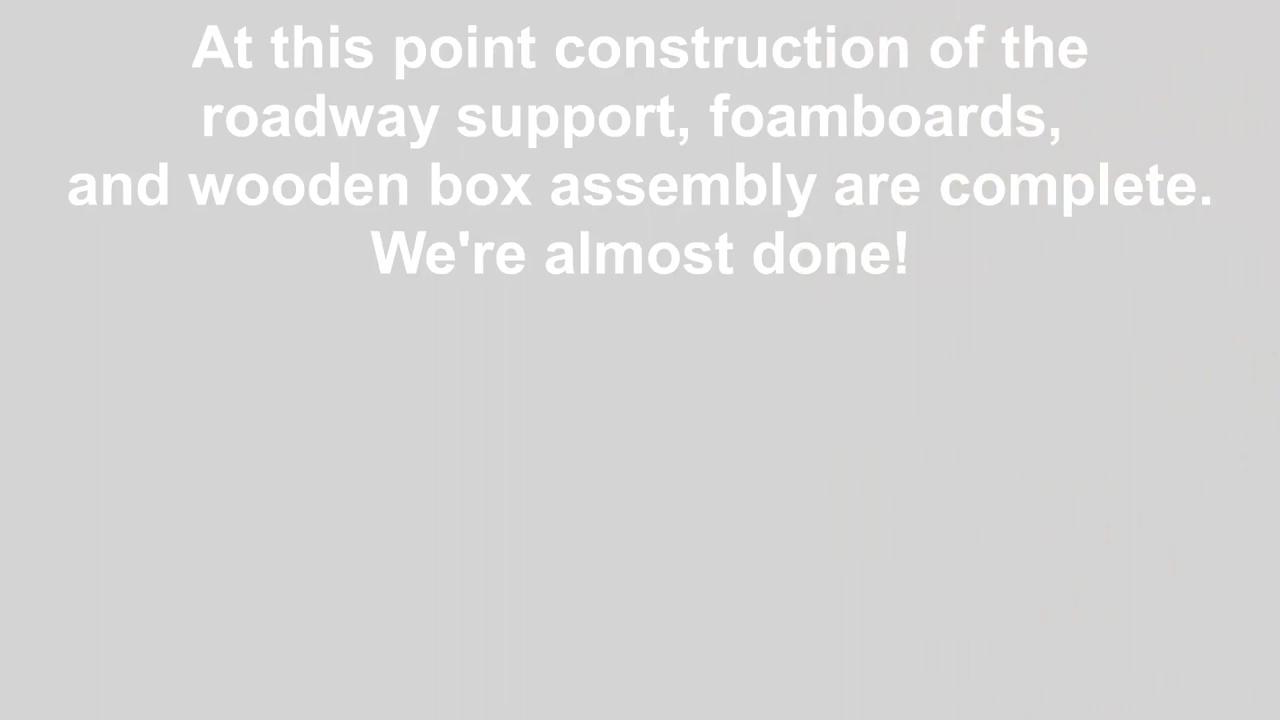 At this point construction of the
roadway support, foamboards,
and wooden box assembly are complete.
We're almost done!